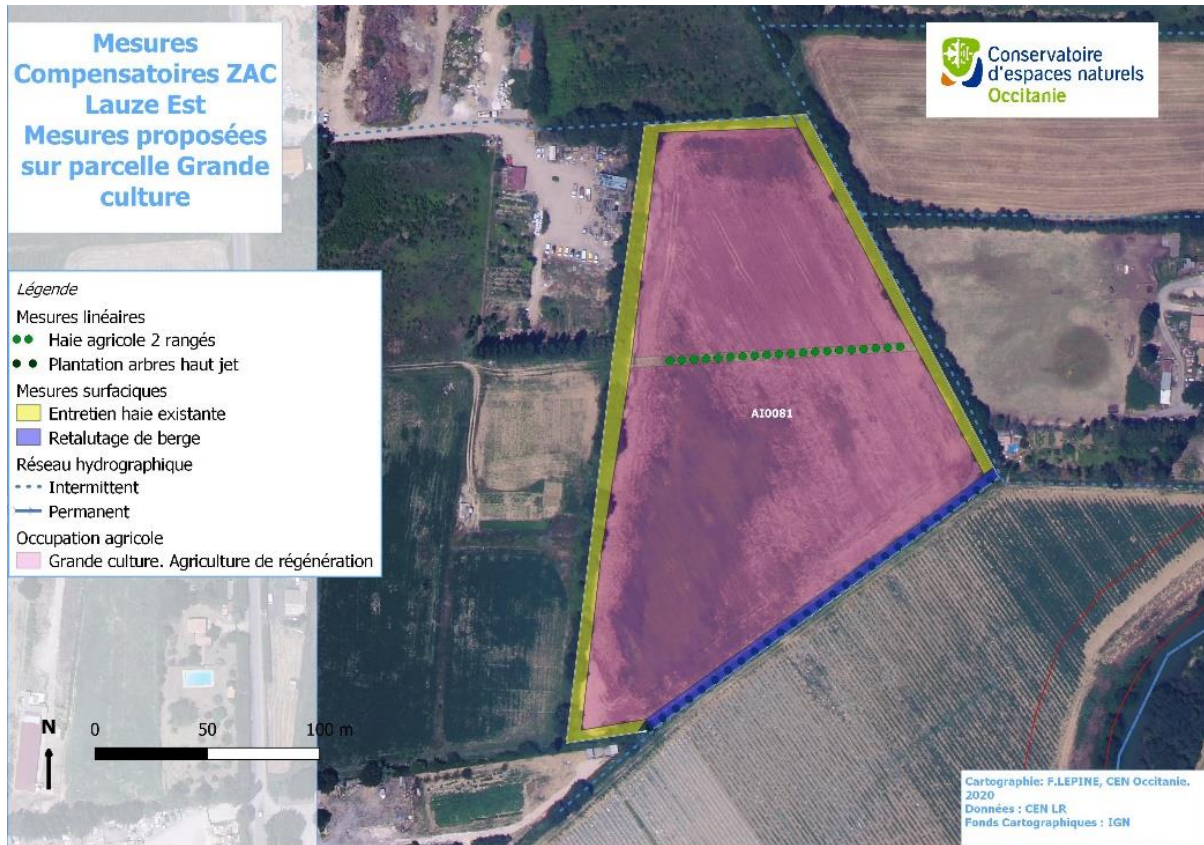 Mesures
Compensatoires ZAC
Lauze Est
Mesures proposées
sur parcelle Grande
culture
Conservatoire
d'espaces naturels
Occitanie
Légende
Mesures linéaires
Haie agricole 2 rangés
Plantation arbres haut jet
Mesures surfaciques
Entretien haie existante
Retalutage de berge
Réseau hydrographique
Intermittent
Permanent
Occupation agricole
Grande culture. Agriculture de régénération
AI0081
N
0 50 100 m
Cartographie: F.LEPINE, CEN Occitanie.
2020
Données : CEN LR
Fonds Cartographiques : IGN